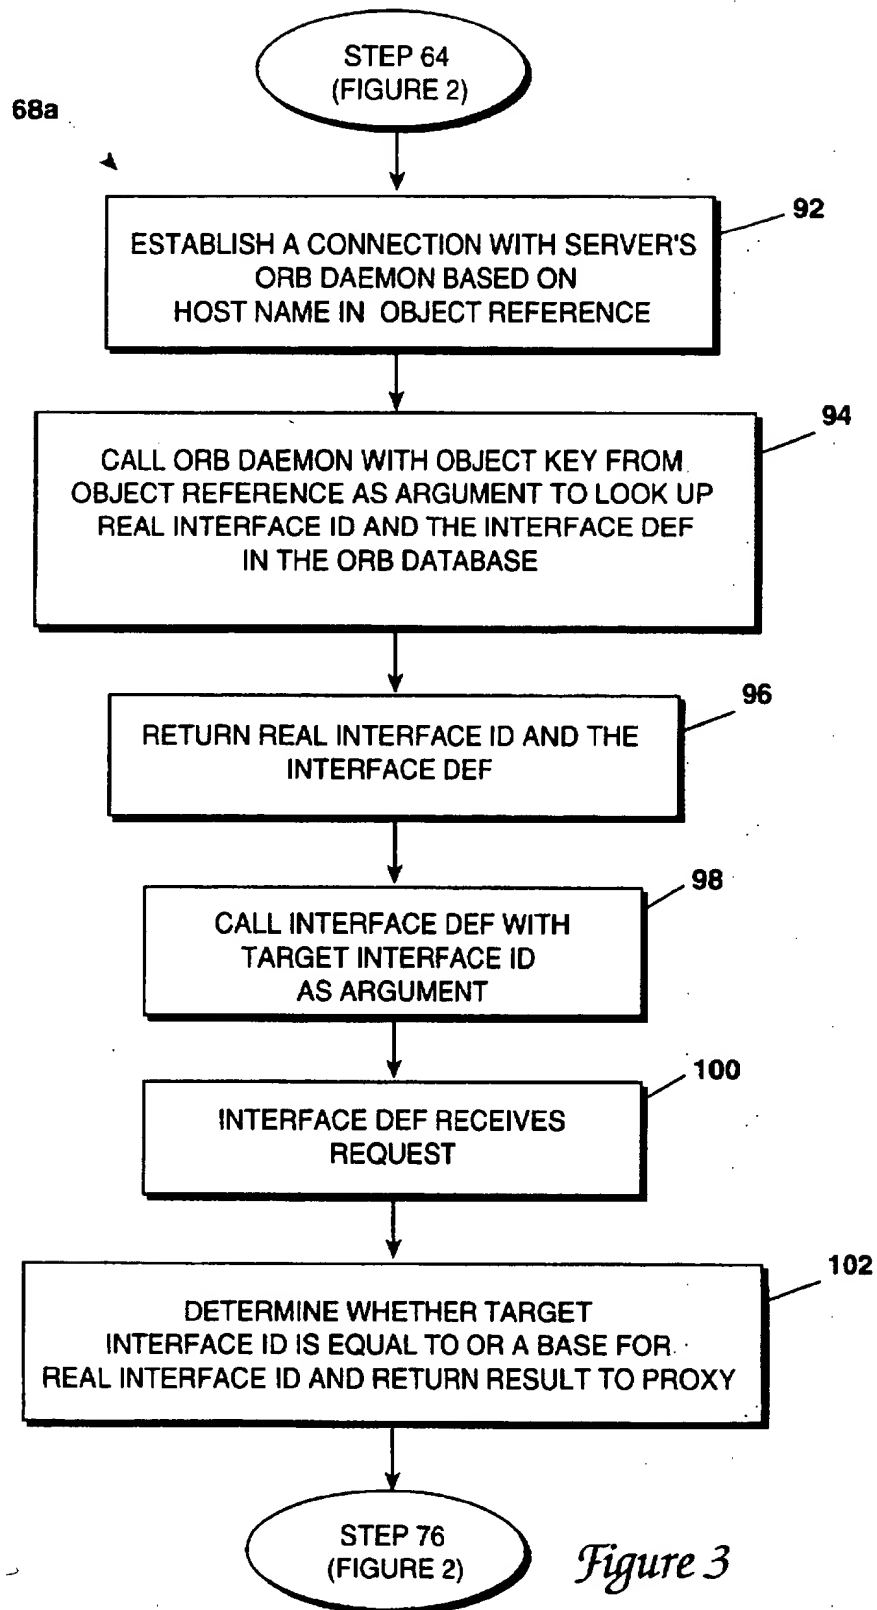 STEP 64
(FIGURE 2)
68a
92
ESTABLISH A CONNECTION WITH SERVER'S
ORB DAEMON BASED ON
HOST NAME IN OBJECT REFERENCE
94
CALL ORB DAEMON WITH OBJECT KEY FROM
OBJECT REFERENCE AS ARGUMENT TO LOOK UP
REAL INTERFACE ID AND THE INTERFACE DEF
IN THE ORB DATABASE
96
RETURN REAL INTERFACE ID AND THE
INTERFACE DEF
98
CALL INTERFACE DEF WITH
TARGET INTERFACE ID
AS ARGUMENT
100
INTERFACE DEF RECEIVES
REQUEST
102
DETERMINE WHETHER TARGET
INTERFACE ID IS EQUAL TO OR A BASE FOR
REAL INTERFACE ID AND RETURN RESULT TO PROXY
STEP 76
(FIGURE 2)
Figure 3